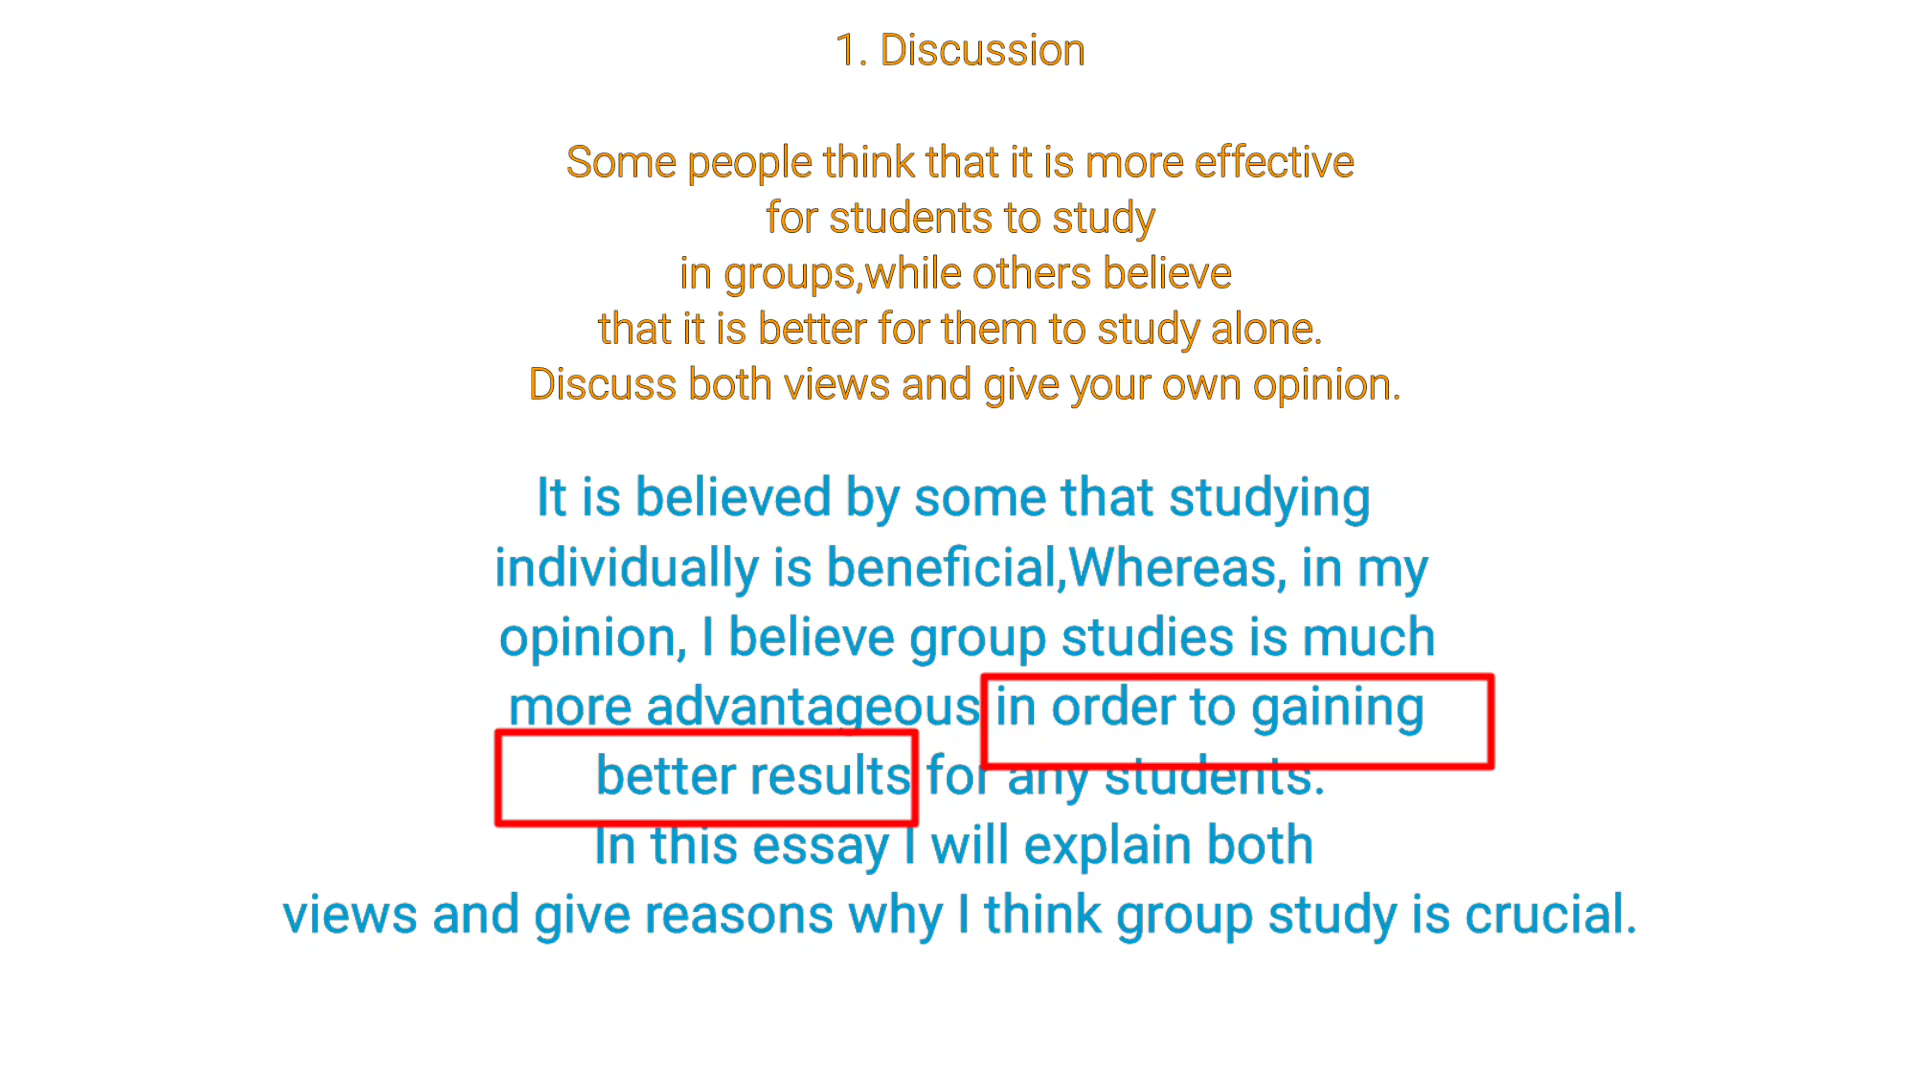 1. Discussion
Some people think that it is more effective
for students to study
in groups,while others believe
that it is better for them to study alone.
Discuss both views and give your own opinion.
It is believed by some that studying
individually is beneficial,Whereas, in my
opinion, I believe group studies is much
more advantageous in order to gaining
better results for any students.
In this essay I will explain both
views and give reasons why I think group study is crucial.